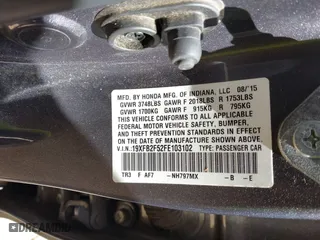 MFD. BY HONDA MFG. OF INDIANA, LLC 08/'15
GVWR 3748LBS GAWR F 2018LBS R 1753LBS
GVWR 1700KG GAWR F 915KG R 795KG
THIS VEHICLE CONFORMS TO ALL APPLICABLE
FEDERAL MOTOR VEHICLE SAFETY, BUMPER,
AND THEFT PREVENTION STANDARDS IN EFFECT
ON THE DATE OF MANUFACTURE SHOWN ABOVE.
V.I.N. 19XFB2F52FE103102 TYPE: PASSENGER CAR
TR3 F AF7 -NH797MX -B -E
AutoBidMaster